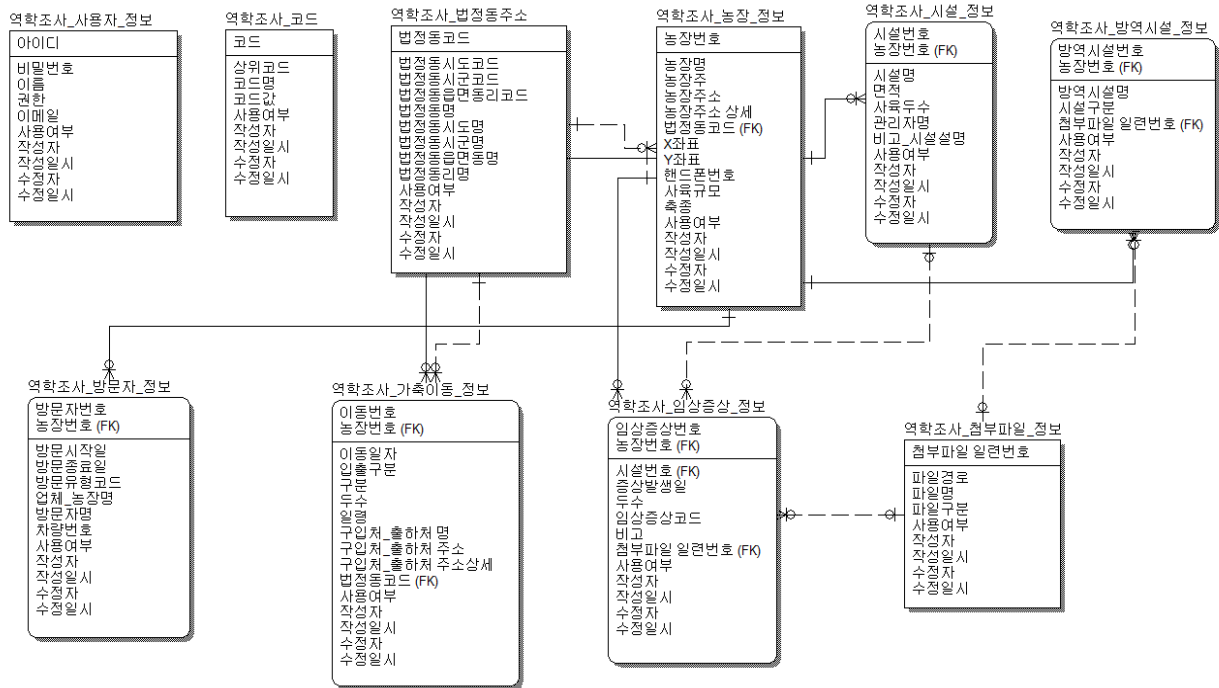 역학조사_사용자_정보
아이디
비밀번호
이름
권한
이메일
사용여부
작성자
작성일시
수정자
수정일시
역학조사_코드
코드
상위코드
코드명
코드값
사용여부
작성자
작성일시
수정자
수정일시
역학조사_법정동주소
법정동코드
법정동시도코드
법정동시군코드
법정동읍면동리코드
법정동명
법정동시도명
법정동시군명
법정동읍면동명
법정동리명
사용여부
작성자
작성일시
수정자
수정일시
역학조사_농장_정보
농장번호
농장명
농장주
농장주소
농장주소 상세
법정동코드 (FK)
X좌표
Y좌표
핸드폰번호
사육규모
축종
사용여부
작성자
작성일시
수정자
수정일시
역학조사_시설_정보
시설번호
농장번호 (FK)
시설명
면적
사육두수
관리자명
비고_시설설명
사용여부
작성자
작성일시
수정자
수정일시
역학조사_방역시설_정보
방역시설번호
농장번호 (FK)
방역시설명
시설구분
첨부파일 일련번호 (FK)
사용여부
작성자
작성일시
수정자
수정일시
역학조사_방문자_정보
방문자번호
농장번호 (FK)
방문시작일
방문종료일
방문유형코드
업체_농장명
방문자명
차량번호
사용여부
작성자
작성일시
수정자
수정일시
역학조사_가축이동_정보
이동번호
농장번호 (FK)
이동일자
입출구분
구분
두수
일령
구입처_출하처 명
구입처_출하처 주소
구입처_출하처 주소상세
법정동코드 (FK)
사용여부
작성자
작성일시
수정자
수정일시
역학조사_임상증상_정보
임상증상번호
농장번호 (FK)
시설번호 (FK)
증상발생일
두수
임상증상코드
비고
첨부파일 일련번호 (FK)
사용여부
작성자
작성일시
수정자
수정일시
역학조사_첨부파일_정보
첨부파일 일련번호
파일경로
파일명
파일구분
사용여부
작성자
작성일시
수정자
수정일시